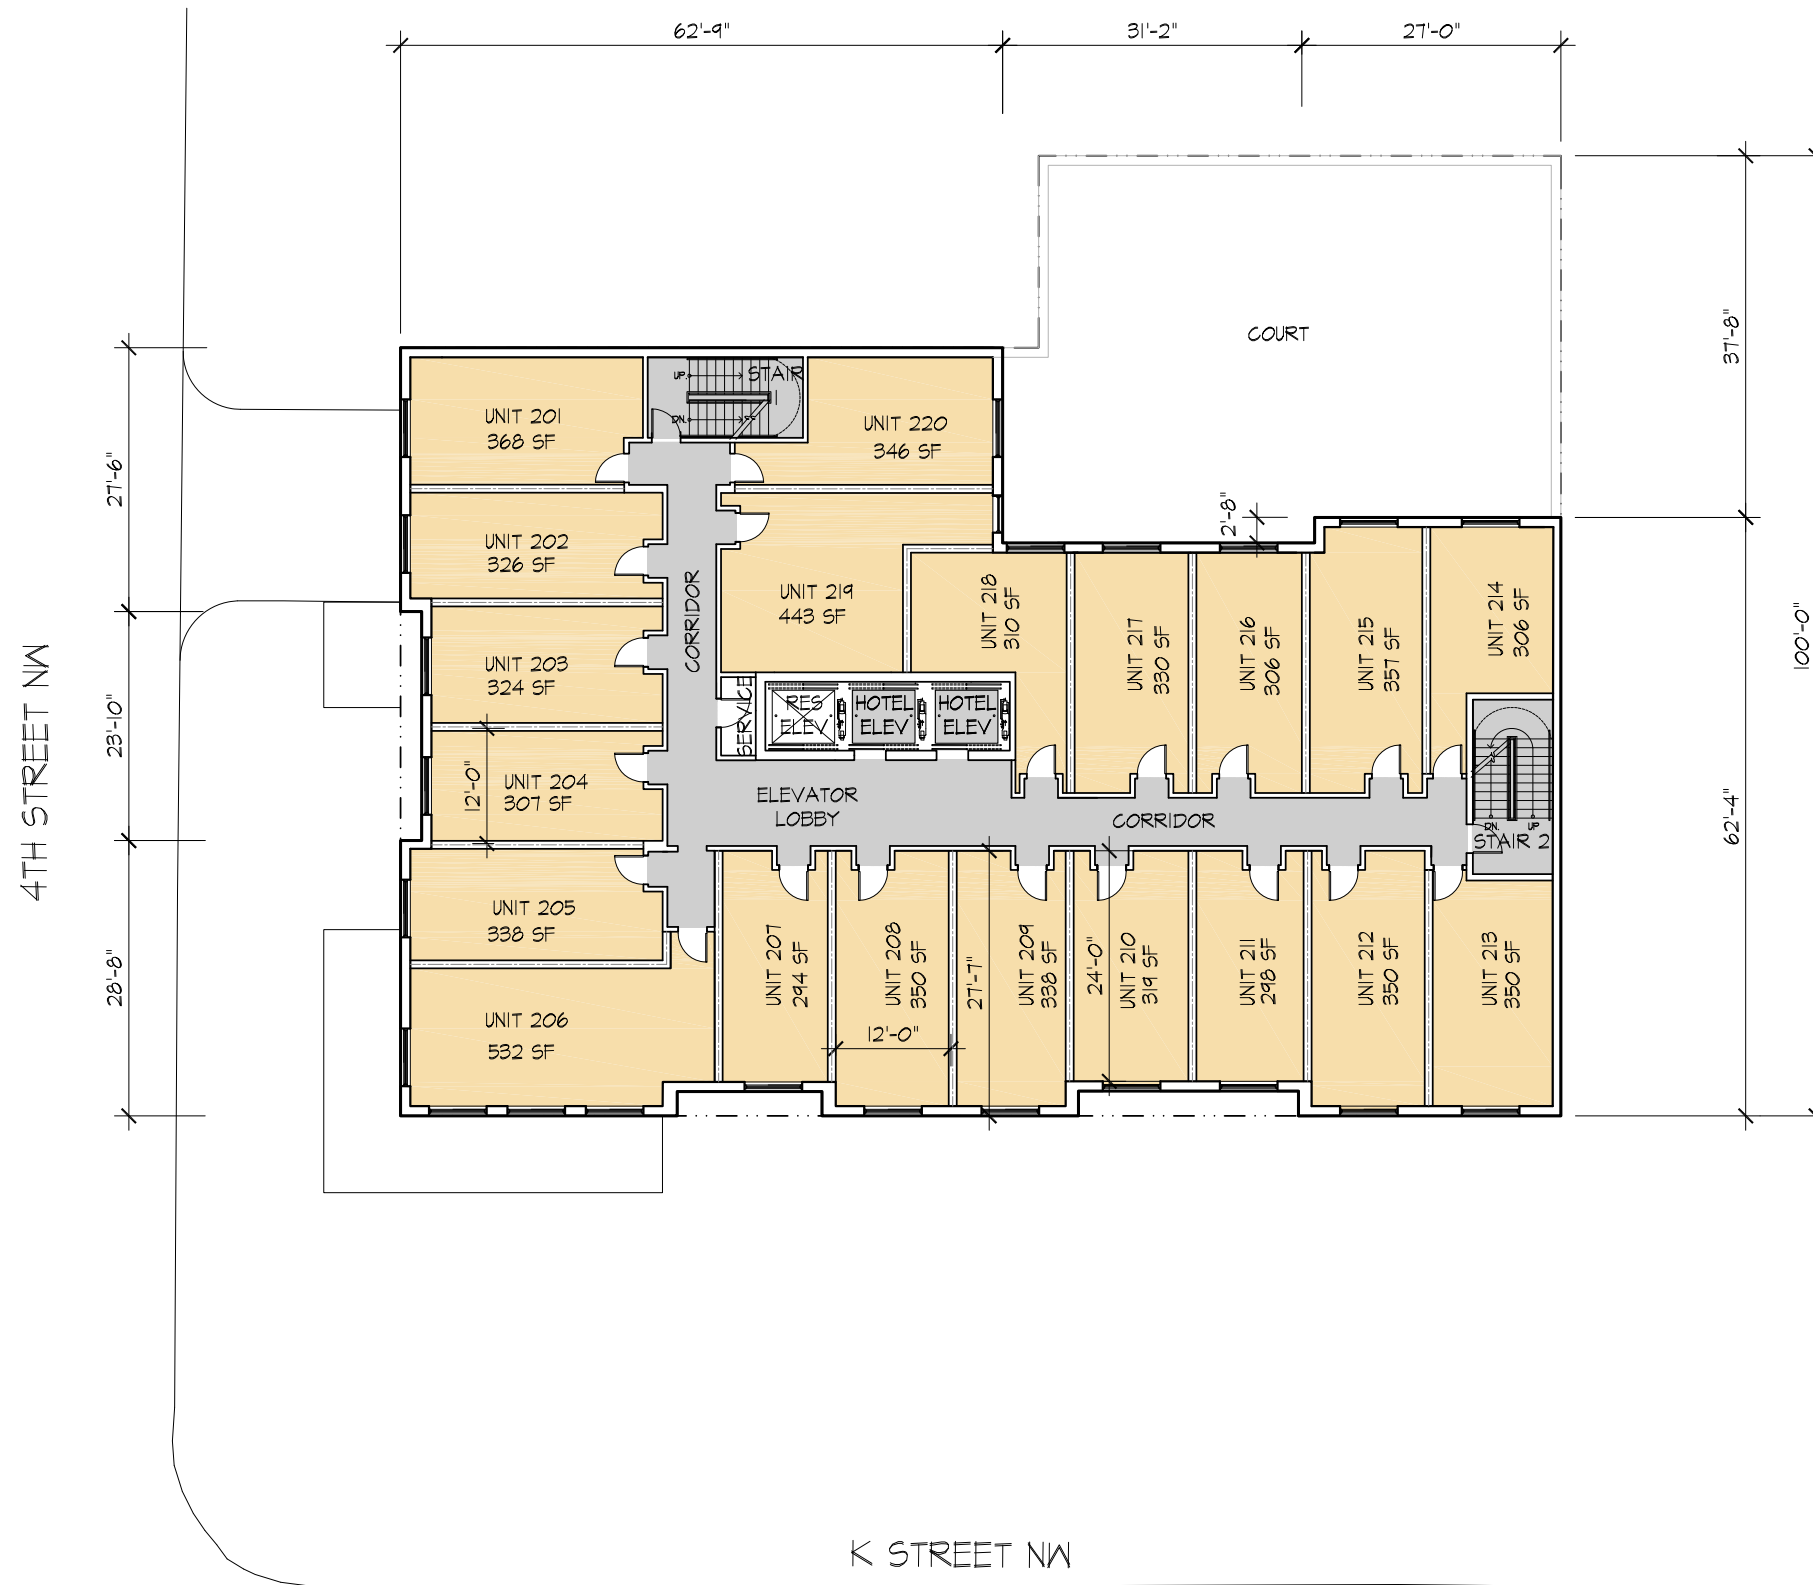 62'-9"
31'-2"
27'-0"
COURT
37'-8"
27'-6"
UNIT 201
368 SF
UP.
STAIR
1
DN.
UNIT 220
346 SF
2'-8"
UNIT 202
326 SF
CORRIDOR
UNIT 219
443 SF
UNIT 218
310 SF
UNIT 217
330 SF
UNIT 216
306 SF
UNIT 215
357 SF
UNIT 214
306 SF
100'-0"
4TH STREET NW
UNIT 203
324 SF
23'-10"
SERVICE
RES
ELEV
HOTEL
ELEV
HOTEL
ELEV
12'-0"
UNIT 204
307 SF
ELEVATOR
LOBBY
CORRIDOR
DN.
UP
STAIR 2
62'-4"
UNIT 205
338 SF
28'-8"
UNIT 206
532 SF
UNIT 207
294 SF
UNIT 208
350 SF
12'-0"
27'-7"
UNIT 209
338 SF
24'-0"
UNIT 210
319 SF
UNIT 211
298 SF
UNIT 212
350 SF
UNIT 213
350 SF
K STREET NW